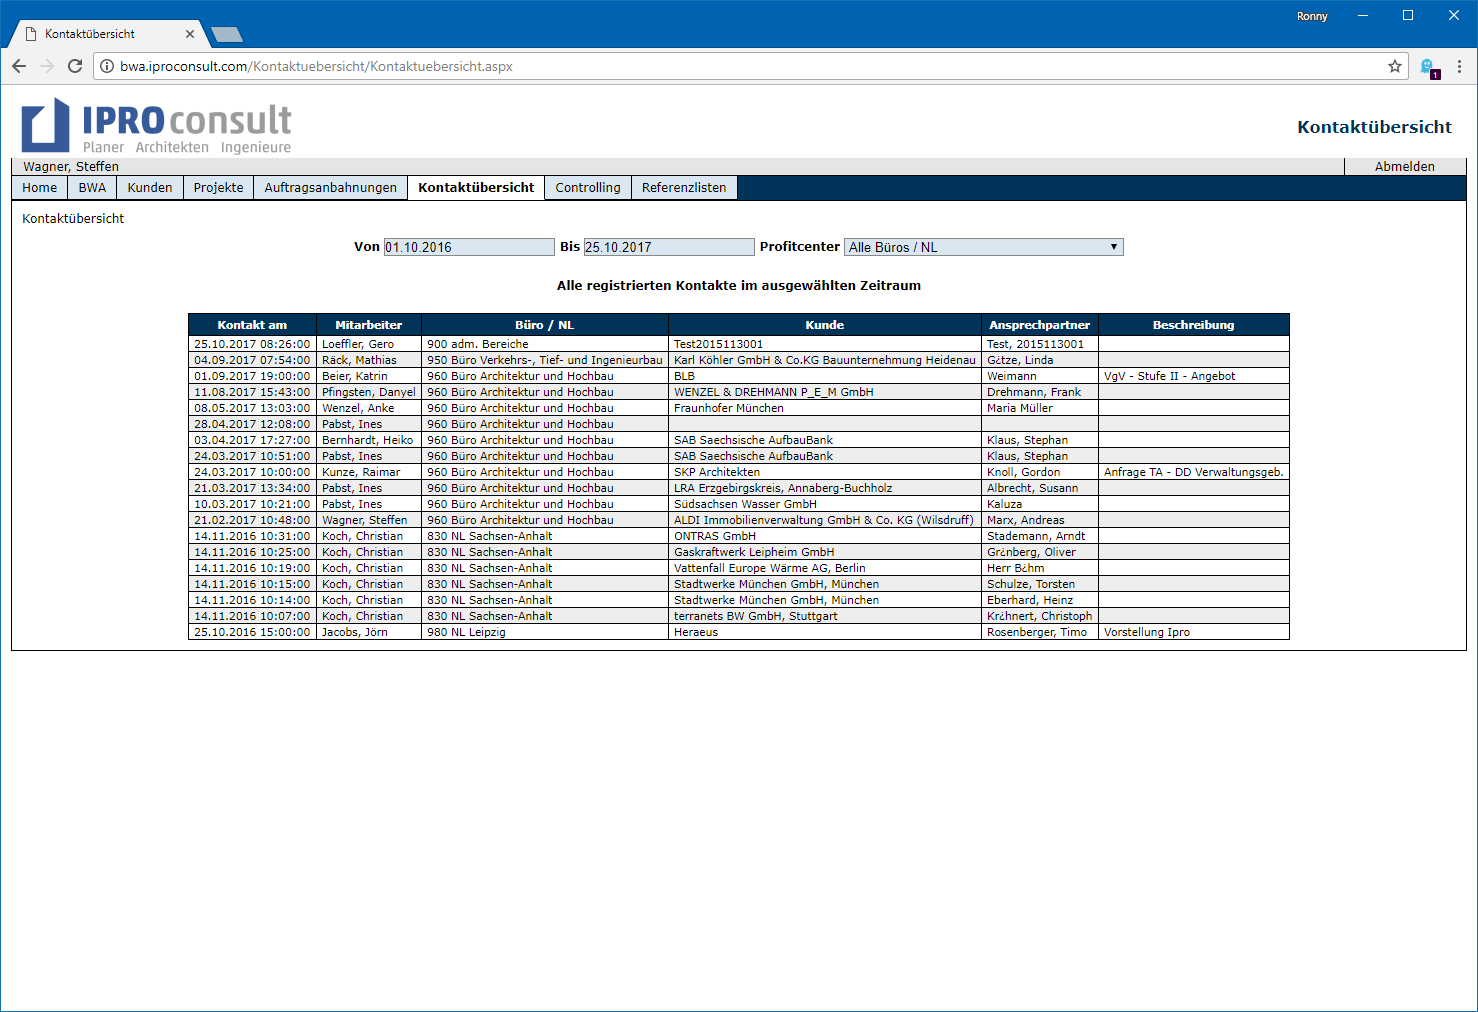 Ronny
Kontaktübersicht
bwa.iproconsult.com/Kontaktuebersicht/Kontaktuebersicht.aspx
1
IPROconsult
Planer Architekten Ingenieure
Kontaktübersicht
Wagner, Steffen Abmelden
Home BWA Kunden Projekte Auftragsanbahnungen Kontaktübersicht Controlling Referenzlisten
Kontaktübersicht
Von 01.10.2016 Bis 25.10.2017 Profitcenter Alle Büros / NL
Alle registrierten Kontakte im ausgewählten Zeitraum
Kontakt am Mitarbeiter Büro / NL Kunde Ansprechpartner Beschreibung
25.10.2017 08:26:00 Loeffler, Gero 900 adm. Bereiche Test2015113001 Test, 2015113001
04.09.2017 07:54:00 Räck, Mathias 950 Büro Verkehrs-, Tief- und Ingenieurbau Karl Köhler GmbH & Co.KG Bauunternehmung Heidenau G¿tze, Linda
01.09.2017 19:00:00 Beier, Katrin 960 Büro Architektur und Hochbau BLB Weimann VgV - Stufe II - Angebot
11.08.2017 15:43:00 Pfingsten, Danyel 960 Büro Architektur und Hochbau WENZEL & DREHMANN P_E_M GmbH Drehmann, Frank
08.05.2017 13:03:00 Wenzel, Anke 960 Büro Architektur und Hochbau Fraunhofer München Maria Müller
28.04.2017 12:08:00 Pabst, Ines 960 Büro Architektur und Hochbau
03.04.2017 17:27:00 Bernhardt, Heiko 960 Büro Architektur und Hochbau SAB Saechsische AufbauBank Klaus, Stephan
24.03.2017 10:51:00 Pabst, Ines 960 Büro Architektur und Hochbau SAB Saechsische AufbauBank Klaus, Stephan
24.03.2017 10:00:00 Kunze, Raimar 960 Büro Architektur und Hochbau SKP Architekten Knoll, Gordon Anfrage TA - DD Verwaltungsgeb.
21.03.2017 13:34:00 Pabst, Ines 960 Büro Architektur und Hochbau LRA Erzgebirgskreis, Annaberg-Buchholz Albrecht, Susann
10.03.2017 10:21:00 Pabst, Ines 960 Büro Architektur und Hochbau Südsachsen Wasser GmbH Kaluza
21.02.2017 10:48:00 Wagner, Steffen 960 Büro Architektur und Hochbau ALDI Immobilienverwaltung GmbH & Co. KG (Wilsdruff) Marx, Andreas
14.11.2016 10:31:00 Koch, Christian 830 NL Sachsen-Anhalt ONTRAS GmbH Stademann, Arndt
14.11.2016 10:25:00 Koch, Christian 830 NL Sachsen-Anhalt Gaskraftwerk Leipheim GmbH Gr¿nberg, Oliver
14.11.2016 10:19:00 Koch, Christian 830 NL Sachsen-Anhalt Vattenfall Europe Wärme AG, Berlin Herr B¿hm
14.11.2016 10:15:00 Koch, Christian 830 NL Sachsen-Anhalt Stadtwerke München GmbH, München Schulze, Torsten
14.11.2016 10:14:00 Koch, Christian 830 NL Sachsen-Anhalt Stadtwerke München GmbH, München Eberhard, Heinz
14.11.2016 10:07:00 Koch, Christian 830 NL Sachsen-Anhalt terranets BW GmbH, Stuttgart Kr¿hnert, Christoph
25.10.2016 15:00:00 Jacobs, Jörn 980 NL Leipzig Heraeus Rosenberger, Timo Vorstellung Ipro